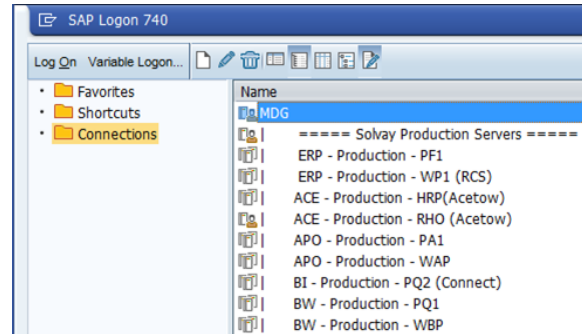 SAP Logon 740
Log On Variable Logon...
Favorites
Shortcuts
Connections
Name
MDG
| ===== Solvay Production Servers =====
| ERP - Production - PF1
| ERP - Production - WP1 (RCS)
| ACE - Production - HRP(Acetow)
| ACE - Production - RHO (Acetow)
| APO - Production - PA1
| APO - Production - WAP
| BI - Production - PQ2 (Connect)
| BW - Production - PQ1
| BW - Production - WBP